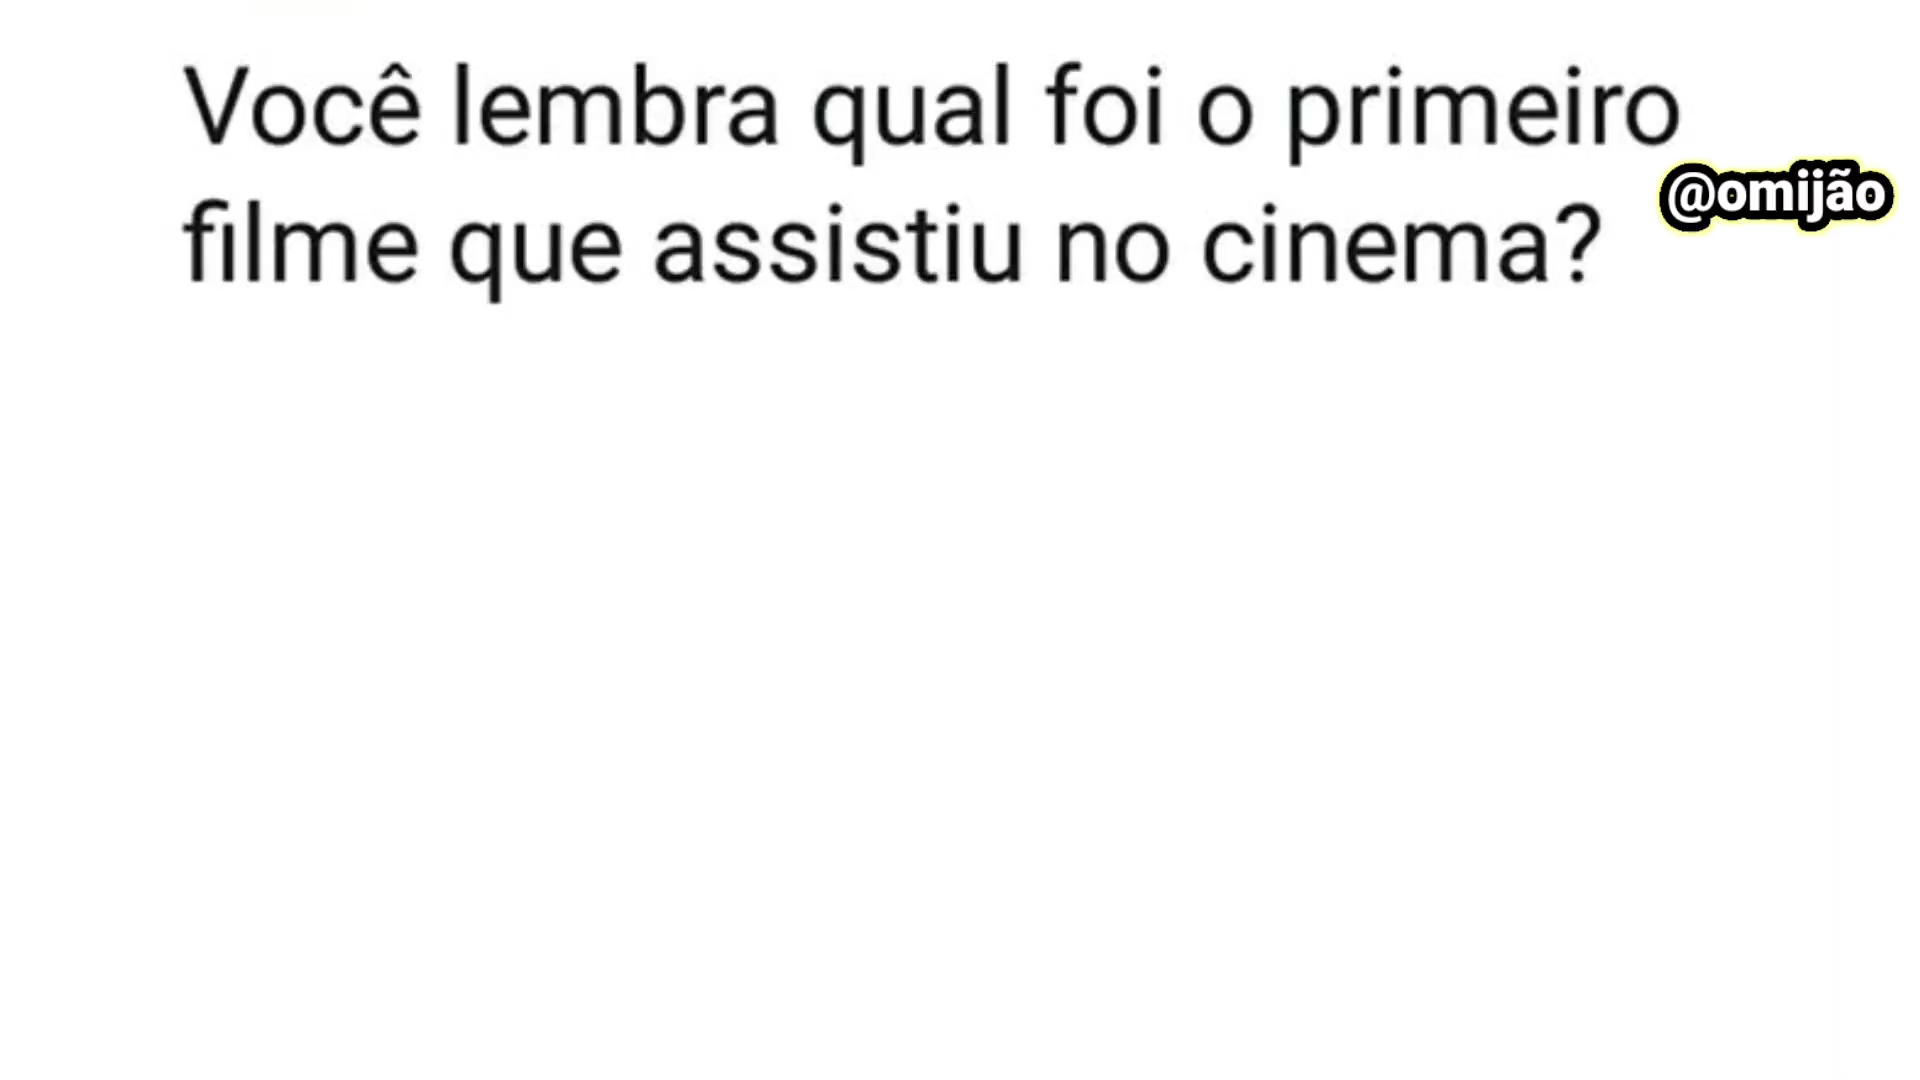 Você lembra qual foi o primeiro
@omijão
filme que assistiu no cinema?